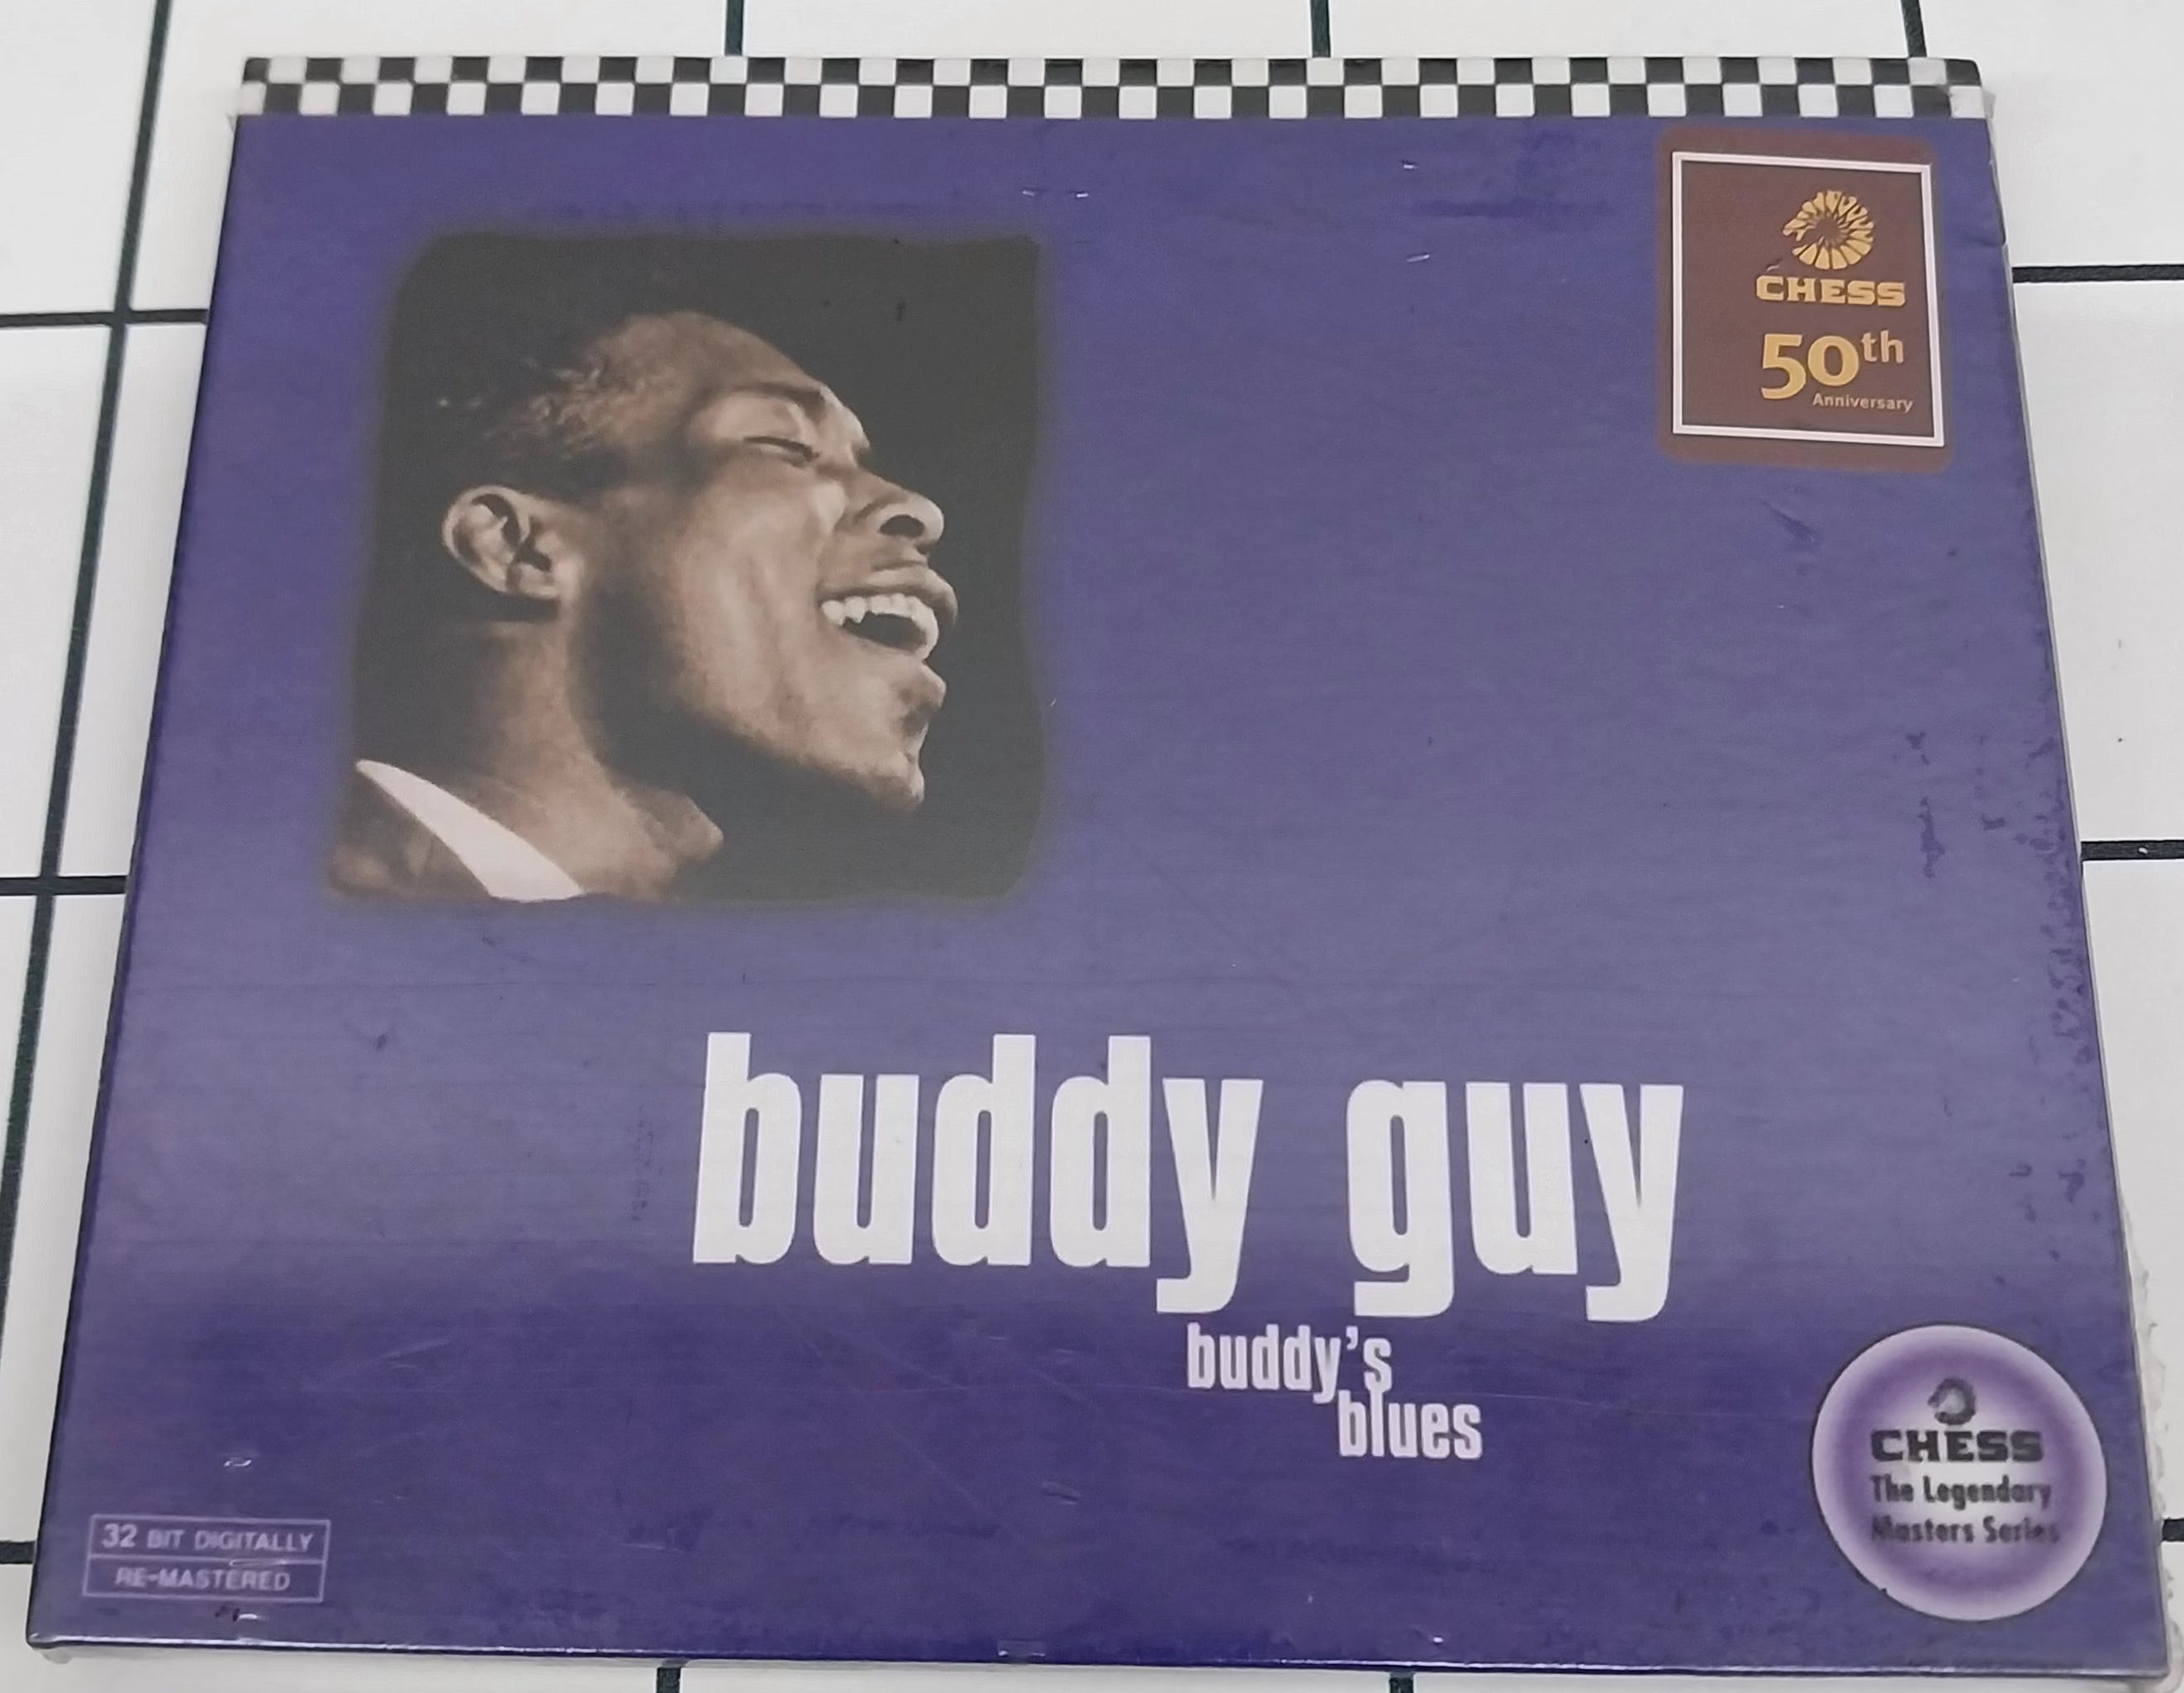 CHESS
50th
Anniversary
buddy guy
buddy's
blues
32 BIT DIGITALLY
RE-MASTERED
CHESS
The Legendary
Masters Series